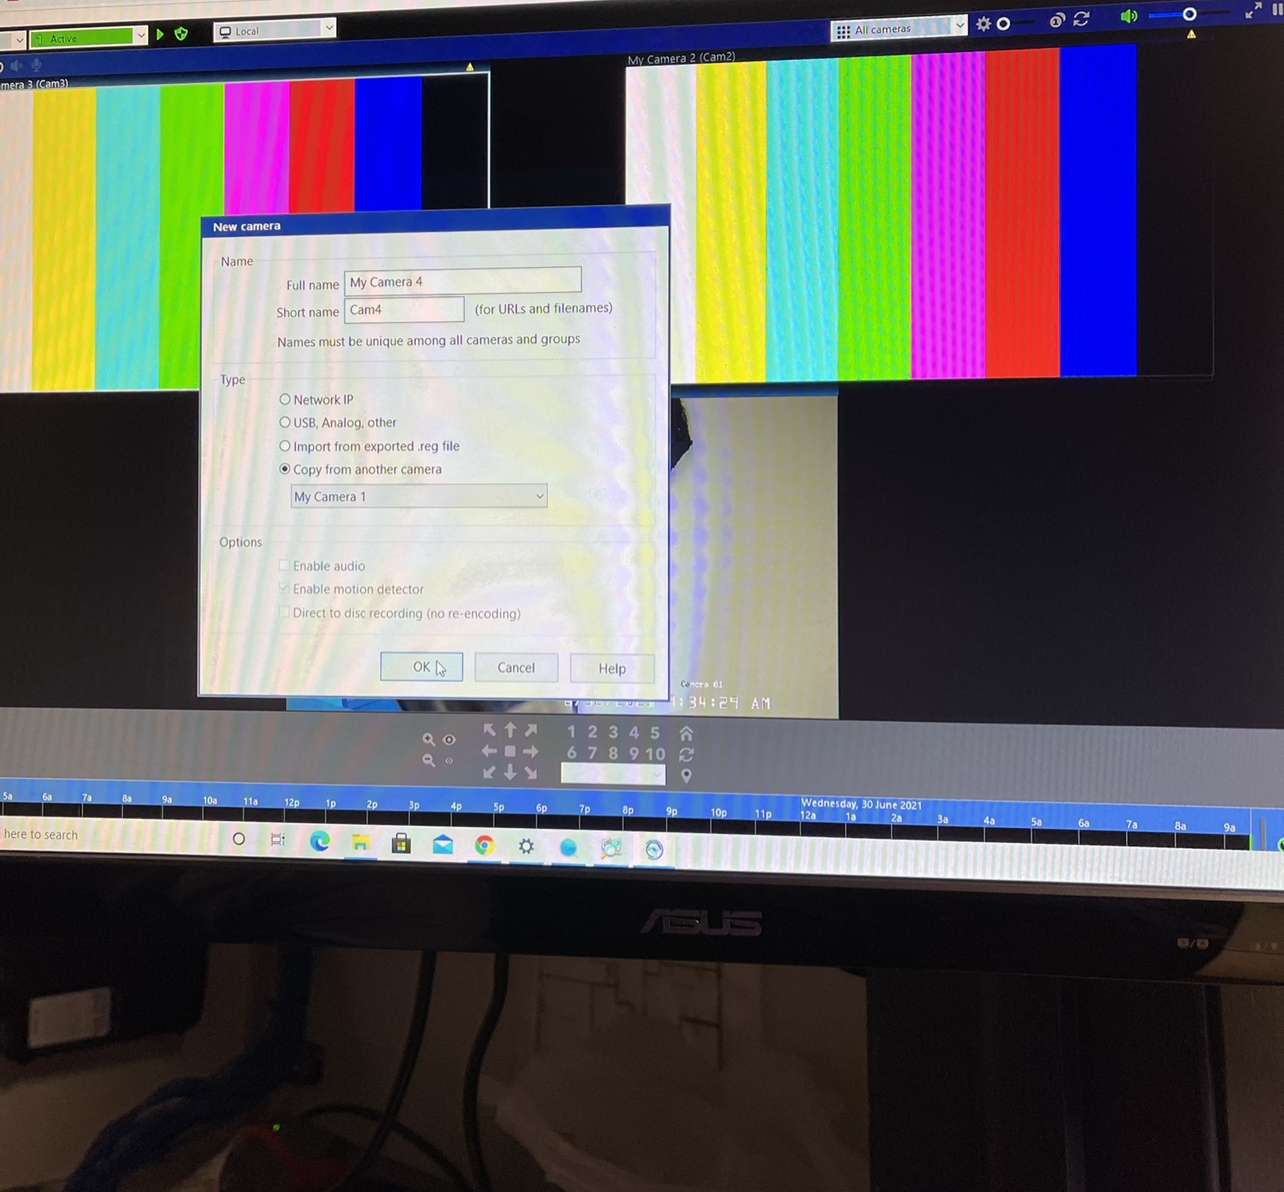 Active
Local
All cameras
mera 3 (Cam3)
My Camera 2 (Cam2)
New camera
Name
Full name My Camera 4
Short name Cam4 (for URLs and filenames)
Names must be unique among all cameras and groups
Type
Network IP
USB, Analog, other
Import from exported .reg file
Copy from another camera
My Camera 1
Options
Enable audio
Enable motion detector
Direct to disc recording (no re-encoding)
OK Cancel Help
Camera 01
:34:29 AM
1 2 3 4 5
6 7 8 9 10
Wednesday, 30 June 2021
5a 6a 7a 8a 9a 10a 11a 12p 1p 2p 3p 4p 5p 6p 7p 8p 9p 10p 11p 12a 1a 2a 3a 4a 5a 6a 7a 8a 9a
here to search
ASUS